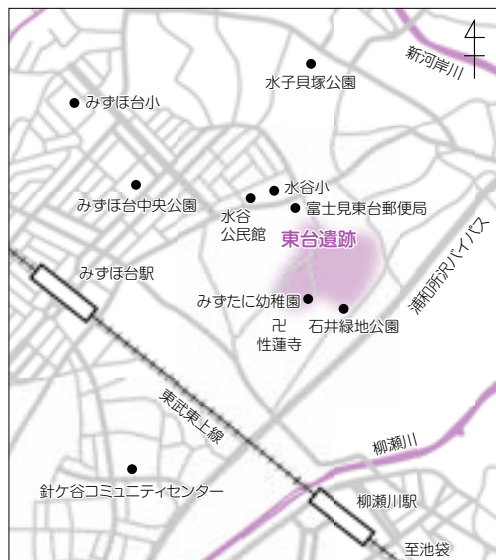 新河岸川
水子貝塚公園
みずほ台小
水谷小
みずほ台中央公園
水谷
公民館
富士見東台郵便局
東台遺跡
みずほ台駅
浦和所沢バイパス
みずたに幼稚園
石井緑地公園
卍
性蓮寺
東武東上線
柳瀬川
針ケ谷コミュニティセンター
柳瀬川駅
至池袋